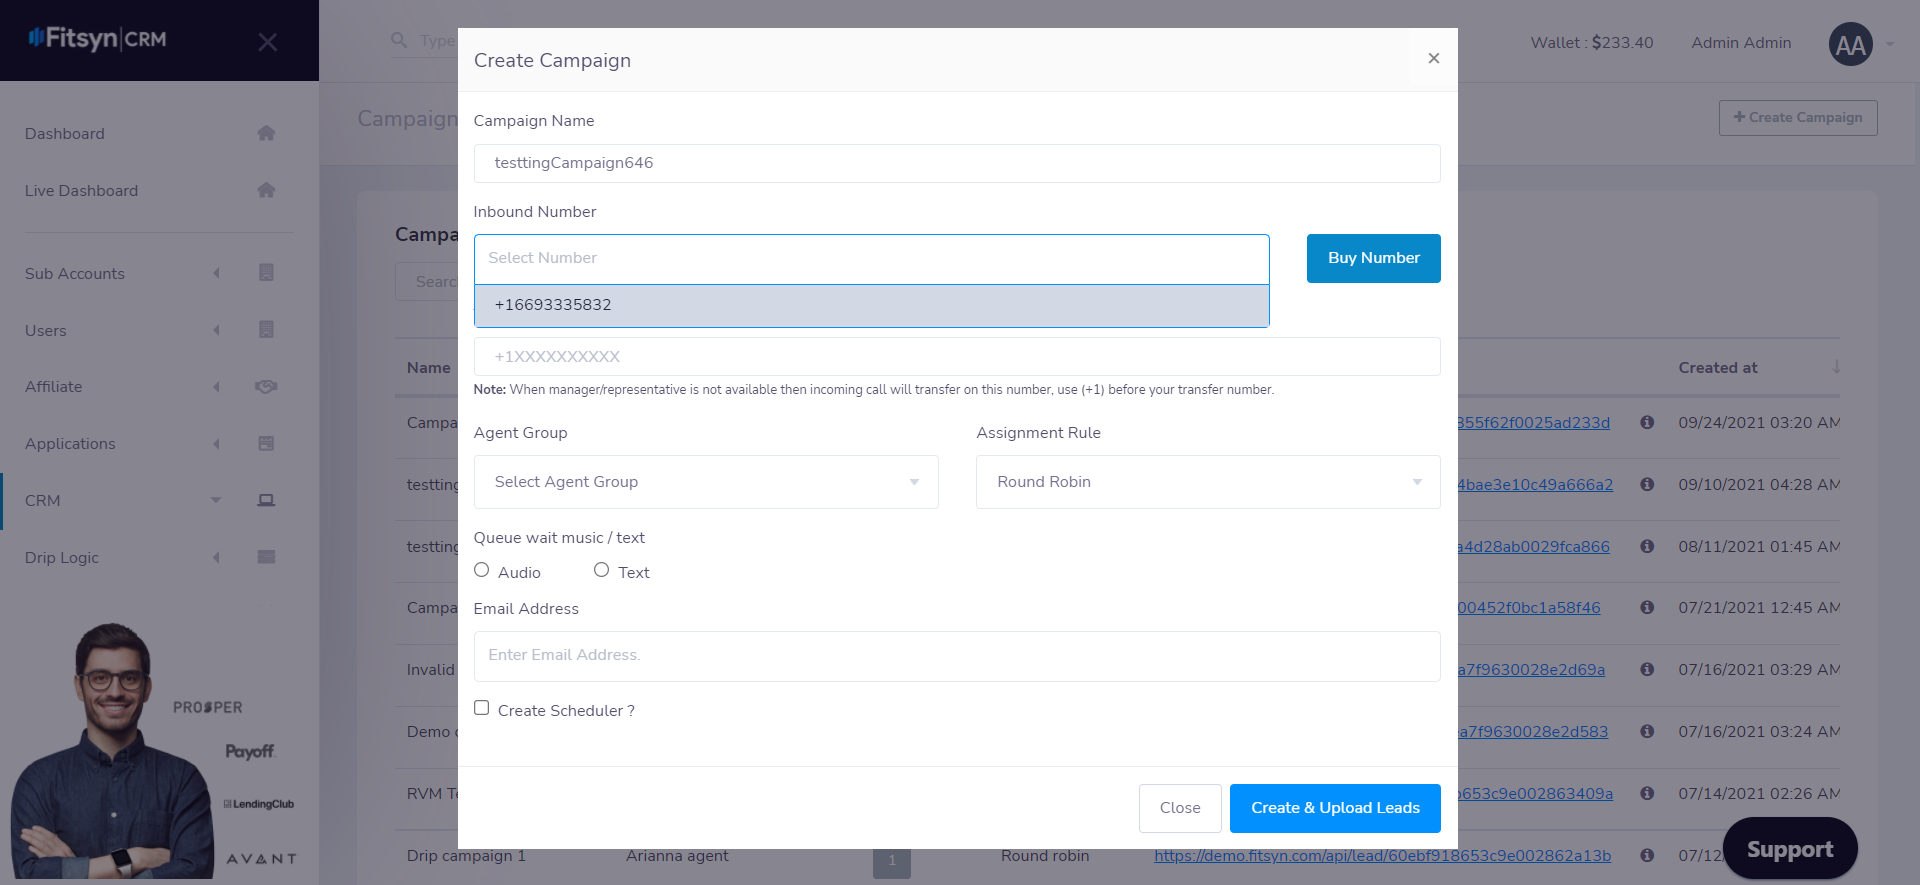 Fitsyn|CRM
Type
Wallet : $233.40
Admin Admin
AA
Dashboard
Live Dashboard
Sub Accounts
Users
Affiliate
Applications
CRM
Drip Logic
PROSPER
Payoff
LendingClub
AVANT
Campaign
+ Create Campaign
Campa
Searc
Name
Created at
Campa
855f62f0025ad233d
09/24/2021 03:20 AM
testting
4bae3e10c49a666a2
09/10/2021 04:28 AM
testting
a4d28ab0029fca866
08/11/2021 01:45 AM
Campa
00452f0bc1a58f46
07/21/2021 12:45 AM
Invalid
a7f9630028e2d69a
07/16/2021 03:29 AM
Demo
ea7f9630028e2d583
07/16/2021 03:24 AM
RVM Te
b653c9e002863409a
07/14/2021 02:26 AM
Drip campaign 1
Arianna agent
1
Round robin
https://demo.fitsyn.com/api/lead/60ebf918653c9e002862a13b
07/12/
Support
Create Campaign
×
Campaign Name
testtingCampaign646
Inbound Number
Select Number
Buy Number
+16693335832
+1XXXXXXXXXX
Note: When manager/representative is not available then incoming call will transfer on this number, use (+1) before your transfer number.
Agent Group
Assignment Rule
Select Agent Group
Round Robin
Queue wait music / text
Audio
Text
Email Address
Enter Email Address.
Create Scheduler ?
Close
Create & Upload Leads